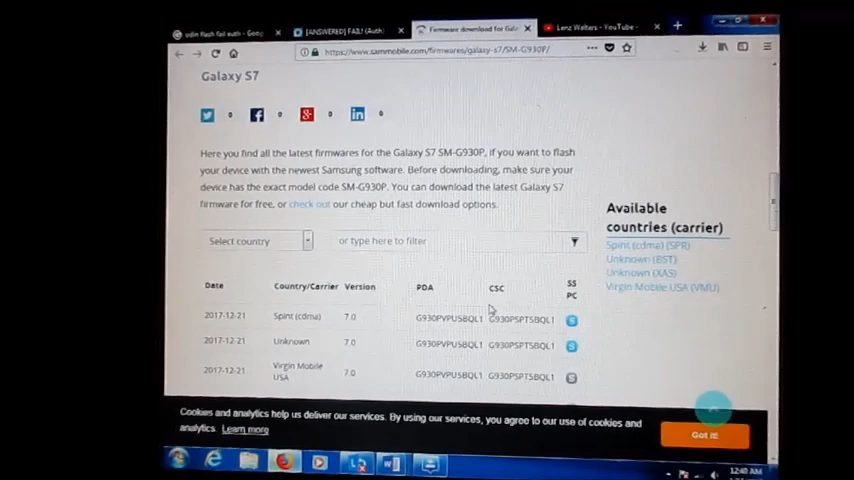 odin flash fail auth - Goog
[ANSWERED] FAIL! (Auth)
Firmware download for Gala
Lenz Walters - YouTube -
https://www.sammobile.com/firmwares/galaxy-s7/SM-G930P/
Galaxy S7
0 0 0 0
Here you find all the latest firmwares for the Galaxy S7 SM-G930P, if you want to flash
your device with the newest Samsung software. Before downloading, make sure your
device has the exact model code SM-G930P. You can download the latest Galaxy S7
firmware for free, or check out our cheap but fast download options.
Select country
or type here to filter
Available
countries (carrier)
Spint (cdma) (SPR)
Unknown (BST)
Unknown (XAS)
Virgin Mobile USA (VMU)
Date Country/Carrier Version PDA CSC SS
PC
2017-12-21 Spint (cdma) 7.0 G930PVPU5BQL1 G930PSPT5BQL1
2017-12-21 Unknown 7.0 G930PVPU5BQL1 G930PSPT5BQL1
2017-12-21 Virgin Mobile
USA 7.0 G930PVPU5BQL1 G930PSPT5BQL1
Cookies and analytics help us deliver our services. By using our services, you agree to our use of cookies and
analytics. Learn more
Got it!
12:40 AM